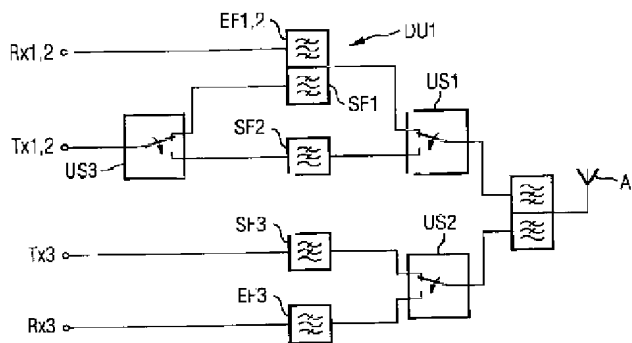 EF1,2
DU1
Rx1,2
US1
SF1
Tx1,2
SF2
US3
A
SF3
US2
Tx3
EF3
Rx3